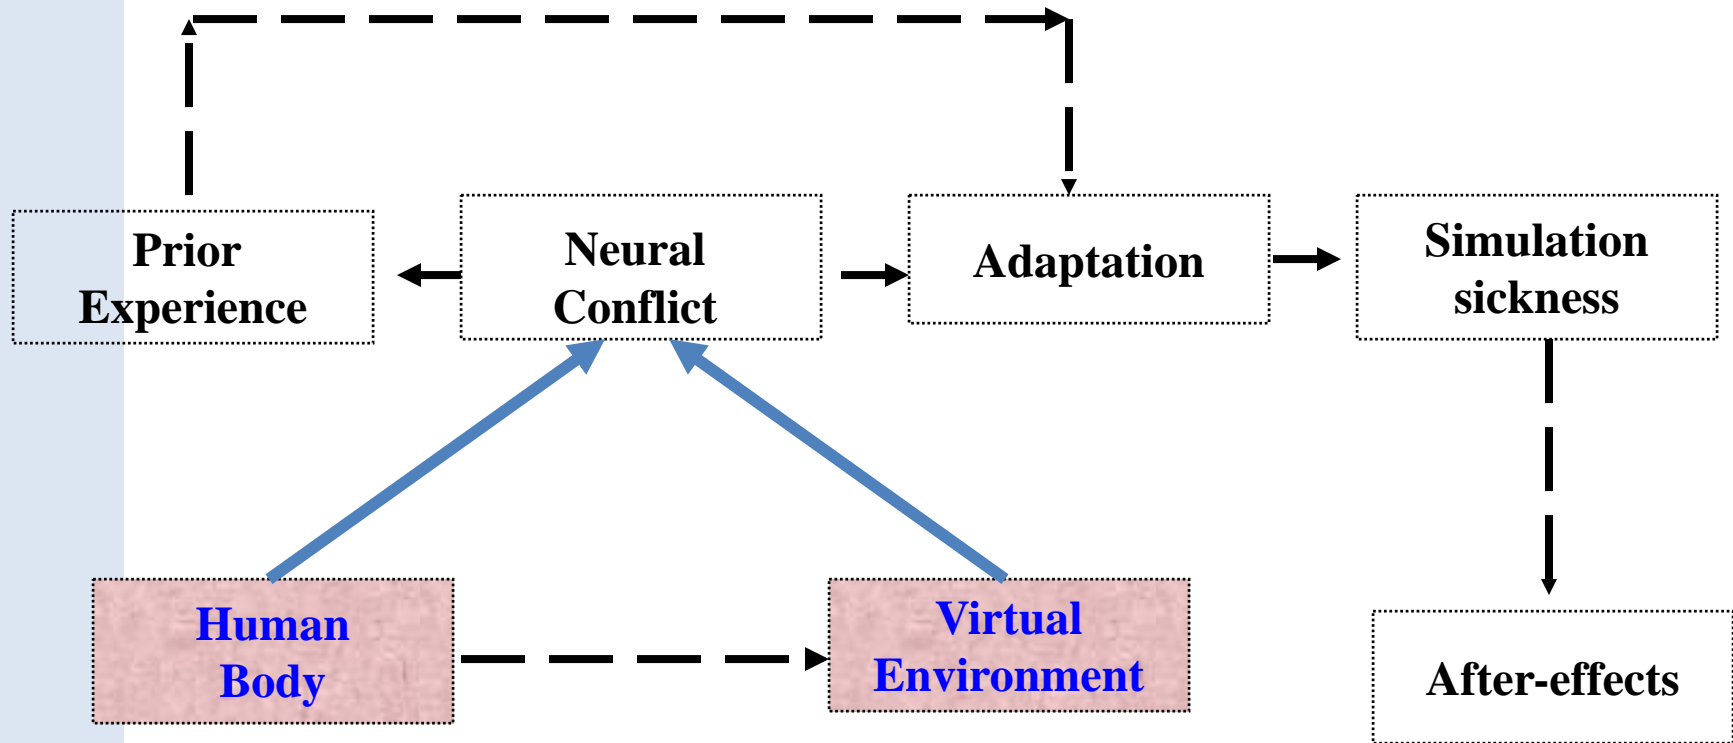 Prior
Experience
Neural
Conflict
Adaptation
Simulation
sickness
Human
Body
Virtual
Environment
After-effects